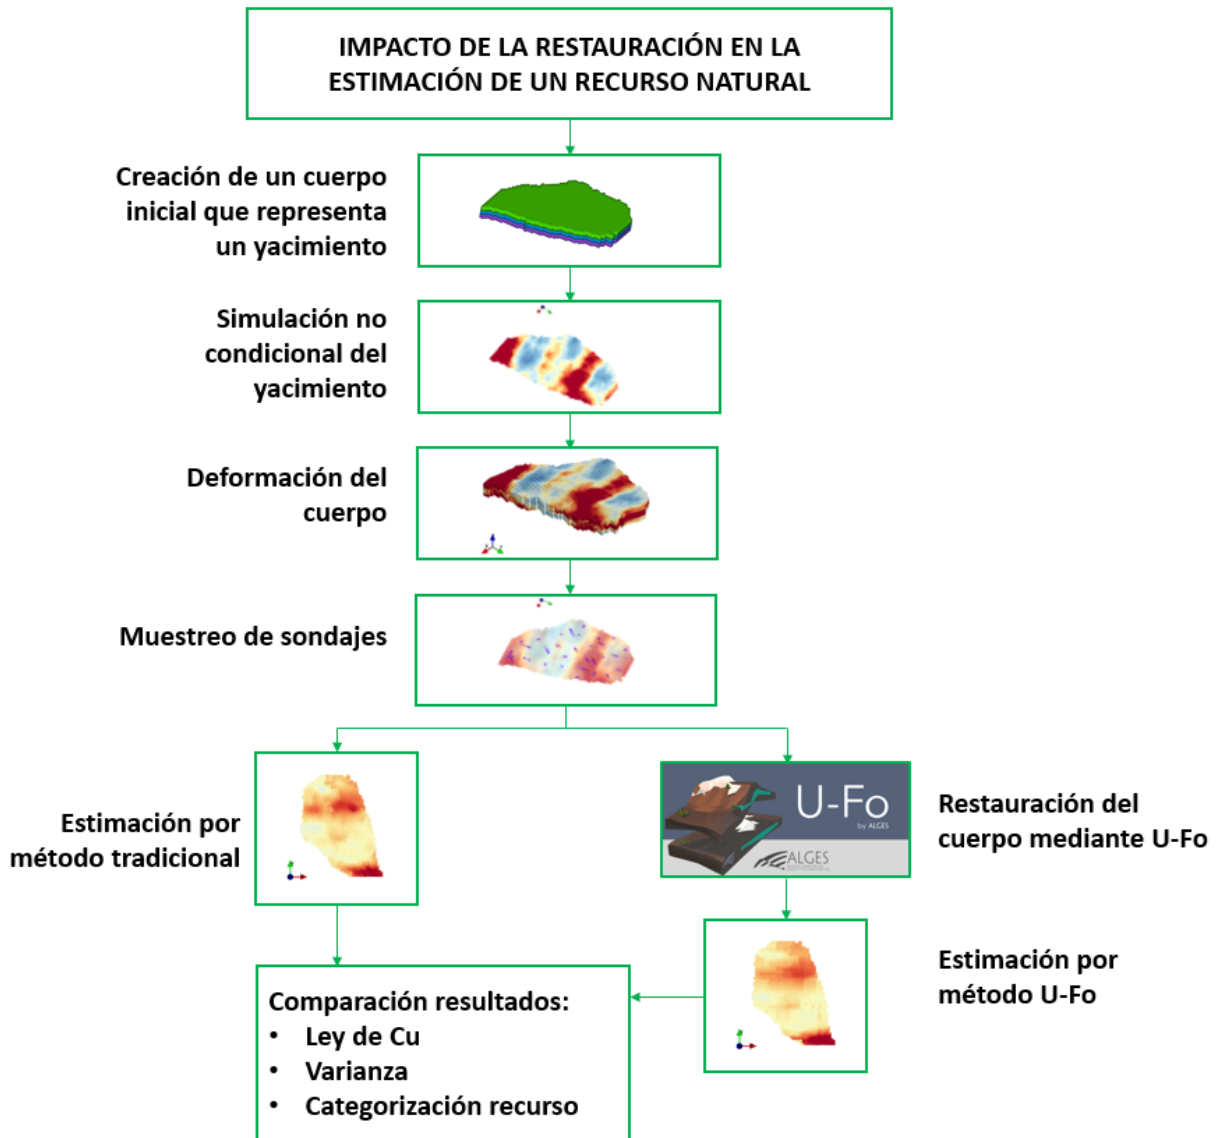 IMPACTO DE LA RESTAURACIÓN EN LA
ESTIMACIÓN DE UN RECURSO NATURAL
Creación de un cuerpo
inicial que representa
un yacimiento
Simulación no
condicional del
yacimiento
Deformación del
cuerpo
Muestreo de sondajes
Estimación por
método tradicional
U-Fo
by ALGES
ALGES
Restauración del
cuerpo mediante U-Fo
Estimación por
método U-Fo
Comparación resultados:
• Ley de Cu
• Varianza
• Categorización recurso